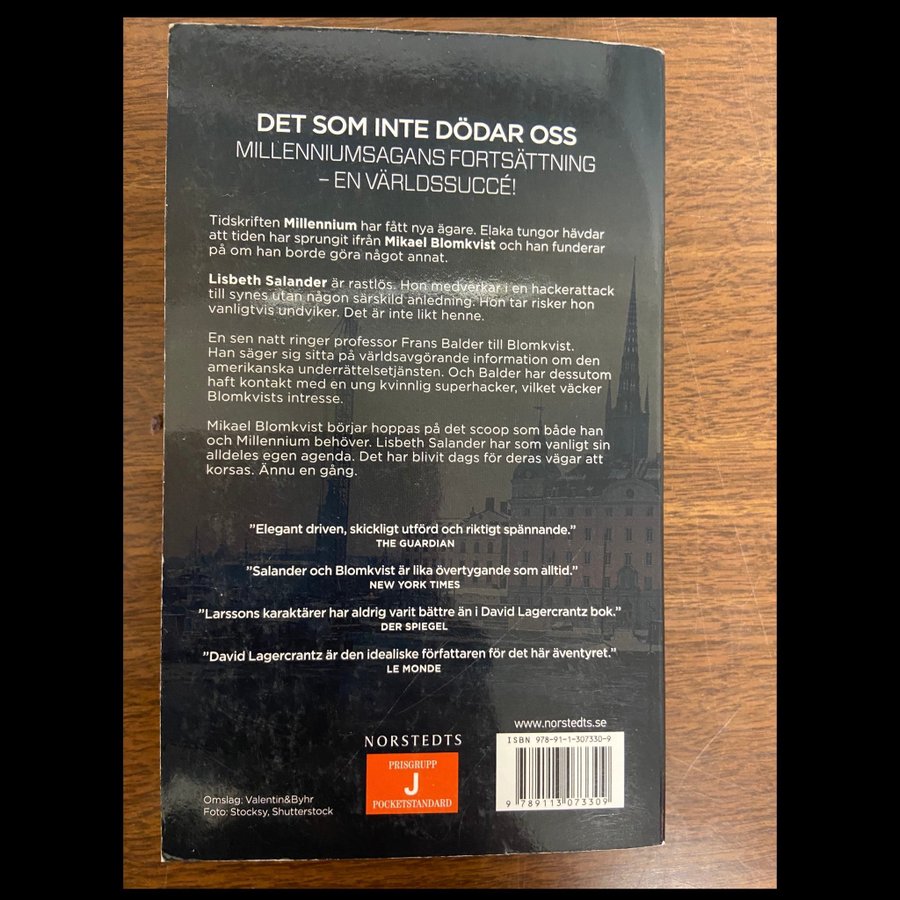 DET SOM INTE DÖDAR OSS
MILLENNIUMSAGANS FORTSÄTTNING
– EN VÄRLDSSUCCÉ!
Tidskriften Millennium har fått nya ägare. Elaka tungor hävdar
att tiden har sprungit ifrån Mikael Blomkvist och han funderar
på om han borde göra något annat.
Lisbeth Salander är rastlös. Hon medverkar i en hackerattack
till synes utan någon särskild anledning. Hon tar risker hon
vanligtvis undviker. Det är inte likt henne.
En sen natt ringer professor Frans Balder till Blomkvist.
Han säger sig sitta på världsavgörande information om den
amerikanska underrättelsetjänsten. Och Balder har dessutom
haft kontakt med en ung kvinnlig superhacker, vilket väcker
Blomkvists intresse.
Mikael Blomkvist börjar hoppas på det scoop som både han
och Millennium behöver. Lisbeth Salander har som vanligt sin
alldeles egen agenda. Det har blivit dags för deras vägar att
korsas. Ännu en gång.
”Elegant driven, skickligt utförd och riktigt spännande.”
THE GUARDIAN
”Salander och Blomkvist är lika övertygande som alltid.”
NEW YORK TIMES
”Larssons karaktärer har aldrig varit bättre än i David Lagercrantz bok.”
DER SPIEGEL
”David Lagercrantz är den idealiske författaren för det här äventyret.”
LE MONDE
www.norstedts.se
NORSTEDTS
ISBN 978-91-1-307330-9
PRISGRUPP
J
POCKETSTANDARD
9 789113 073309
Omslag: Valentin&Byhr
Foto: Stocksy, Shutterstock